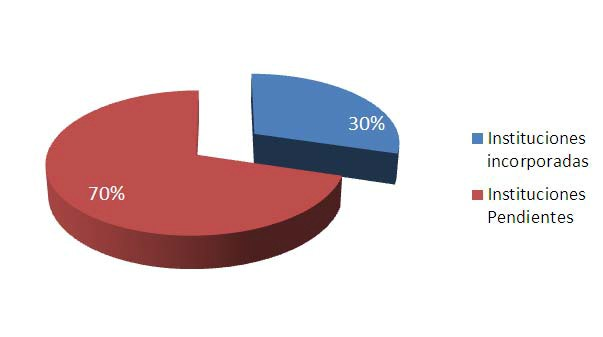 30%
70%
Instituciones
incorporadas
Instituciones
Pendientes